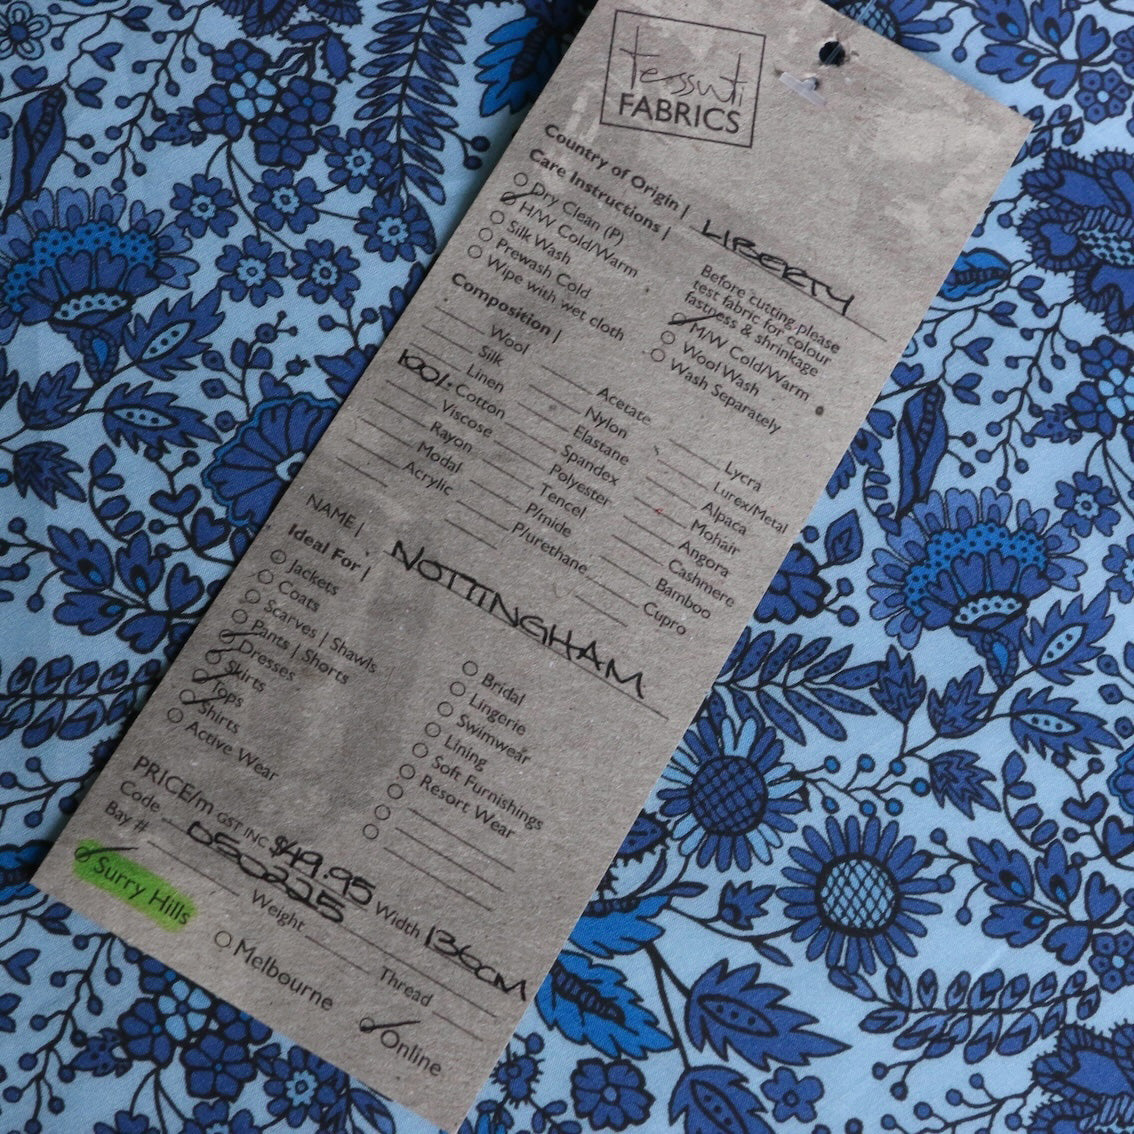 tessuti
FABRICS
Country of Origin | LIBERTY
Care Instructions |
Dry Clean (P)
H/W Cold/Warm
Silk Wash
Prewash Cold
Wipe with wet cloth
Before cutting please
test fabric for colour
fastness & shrinkage
M/W Cold/Warm
Wool Wash
Wash Separately
Composition |
Wool
Silk
Linen
100% Cotton
Viscose
Rayon
Modal
Acrylic
Acetate
Nylon
Elastane
Spandex
Polyester
Tencel
P/mide
P/urethane
Lycra
Lurex/Metal
Alpaca
Mohair
Angora
Cashmere
Bamboo
Cupro
NAME | NOTTINGHAM
Ideal For |
Jackets
Coats
Scarves | Shawls
Pants | Shorts
Dresses
Skirts
Tops
Shirts
Active Wear
Bridal
Lingerie
Swimwear
Lining
Soft Furnishings
Resort Wear
PRICE/m GST INC $49.95 Width 136CM
Code DSC225
Bay # Weight Thread
Surry Hills
Melbourne
Online